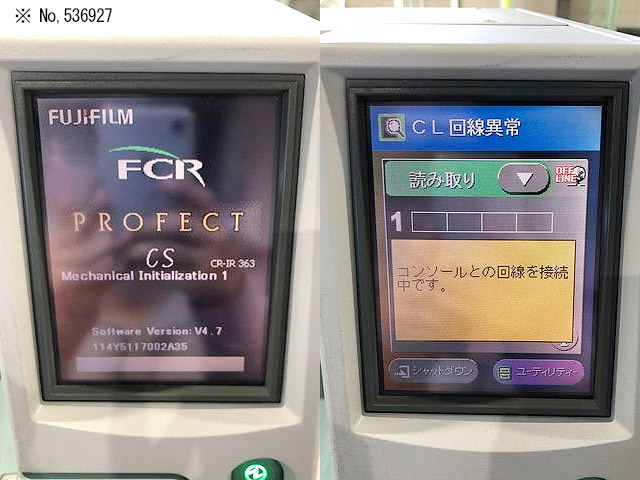 ※ No,536927
FUJIFILM
FCR
PROFECT
CS CR-IR 363
Mechanical Initialization 1
Software Version: V4.7
114Y5117002A35
CL回線異常
読み取り
OFF
LINE
1
コンソールとの回線を接続
中です。
シャットダウン
ユーティリティー